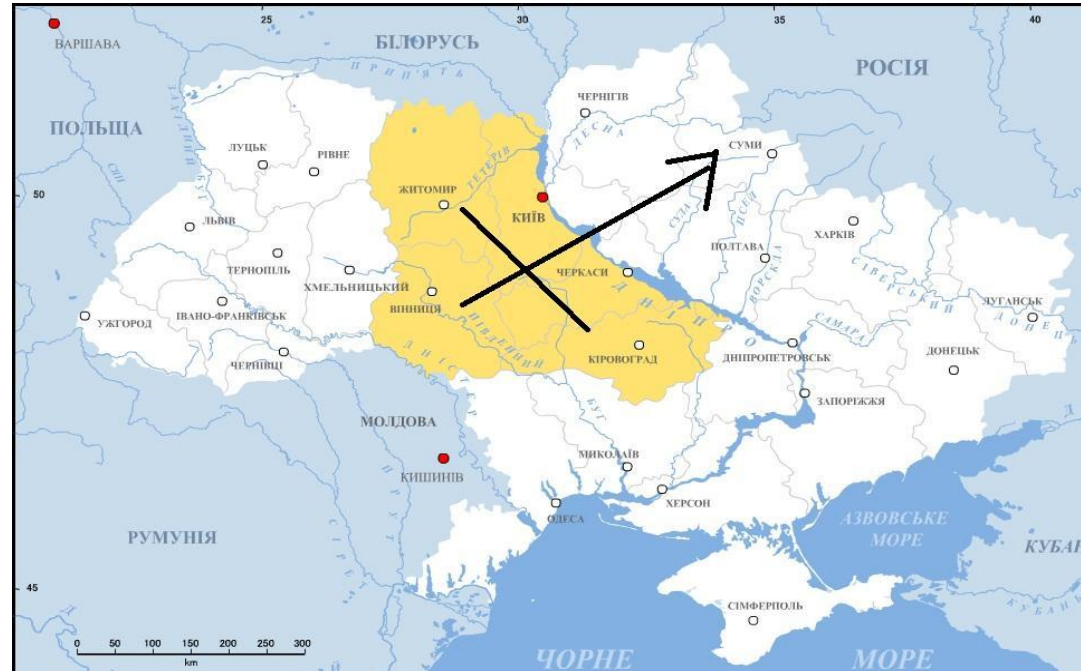 25
30
35
40
ВАРШАВА
БІЛОРУСЬ
РОСІЯ
ПРИП'ЯТЬ
ЧЕРНІГІВ
ПОЛЬЩА
ДЕСНА
ЛУЦЬК
РІВНЕ
СУМИ
ТЕТЕРІВ
50
ЖИТОМИР
КИЇВ
СУЛА
ПСЕЛ
ЛЬВІВ
ХАРКІВ
ПОЛТАВА
ВОРСКЛА
ТЕРНОПІЛЬ
ХМЕЛЬНИЦЬКИЙ
ЧЕРКАСИ
СІВЕРСЬКИЙ
ДОНЕЦЬ
ВІННИЦЯ
ДНІПРО
ЛУГАНСЬК
УЖГОРОД
ІВАНО-ФРАНКІВСЬК
ПІВДЕННИЙ
БУГ
САМАРА
ЧЕРНІВЦІ
КІРОВОГРАД
ДНІПРОПЕТРОВСЬК
ДОНЕЦЬК
ЗАПОРІЖЖЯ
МОЛДОВА
МИКОЛАЇВ
КИШИНІВ
ХЕРСОН
ОДЕСА
АЗВОВСЬКЕ
МОРЕ
РУМУНІЯ
КУБАН
45
КУБАНЬ
СІМФЕРПОЛЬ
0 50 100 150 200 250 300
km
ЧОРНЕ МОРЕ